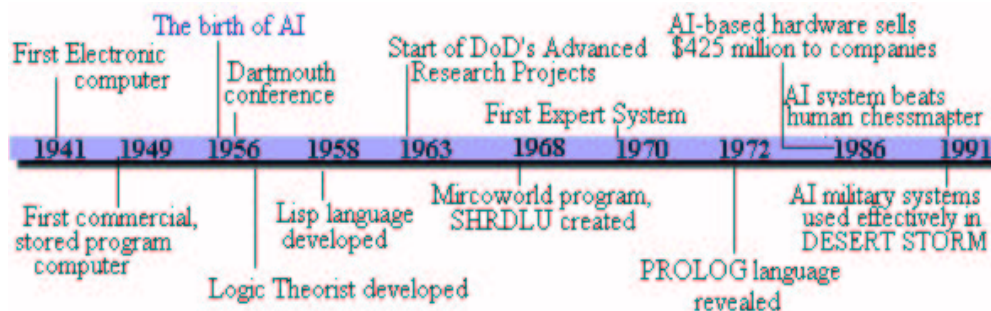 The birth of AI
First Electronic
computer
Dartmouth
conference
Start of DoD's Advanced
Research Projects
First Expert System
AI-based hardware sells
$425 million to companies
AI system beats
human chessmaster
1941 1949 1956 1958 1963 1968 1970 1972 1986 1991
First commercial,
stored program
computer
Logic Theorist developed
Lisp language
developed
Mircoworld program,
SHRDLU created
PROLOG language
revealed
AI military systems
used effectively in
DESERT STORM